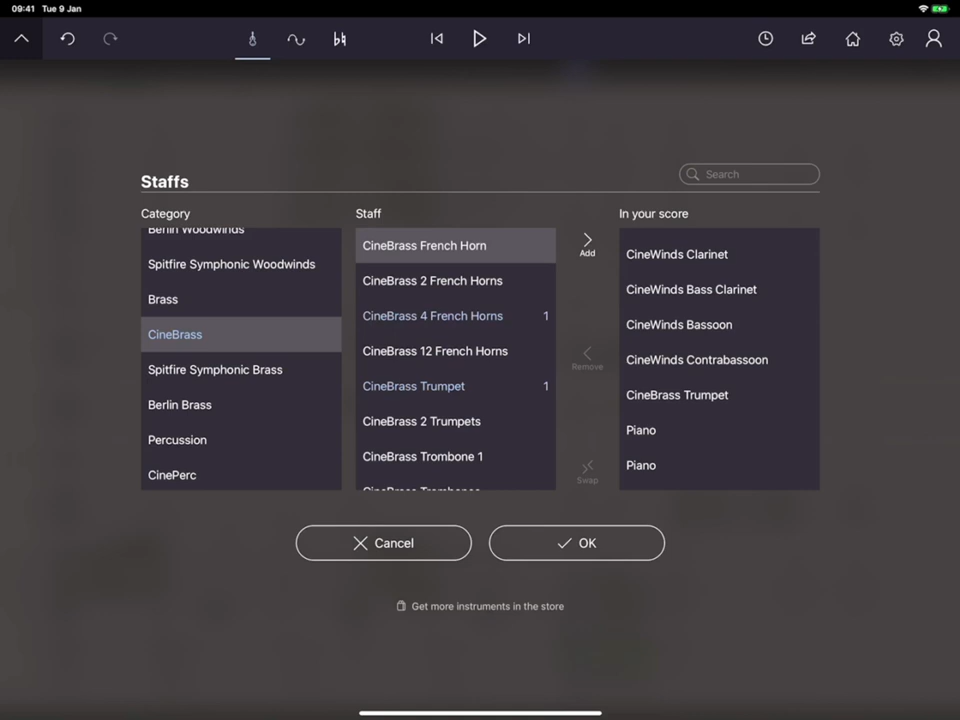 09:41 Tue 9 Jan
Staffs
Search
Category
Staff
In your score
Berlin Woodwinds
Spitfire Symphonic Woodwinds
Brass
CineBrass
Spitfire Symphonic Brass
Berlin Brass
Percussion
CinePerc
CineBrass French Horn
CineBrass 2 French Horns
CineBrass 4 French Horns 1
CineBrass 12 French Horns
CineBrass Trumpet 1
CineBrass 2 Trumpets
CineBrass Trombone 1
CineBrass Trombones
Add
Remove
Swap
CineWinds Clarinet
CineWinds Bass Clarinet
CineWinds Bassoon
CineWinds Contrabassoon
CineBrass Trumpet
Piano
Piano
Cancel
OK
Get more instruments in the store